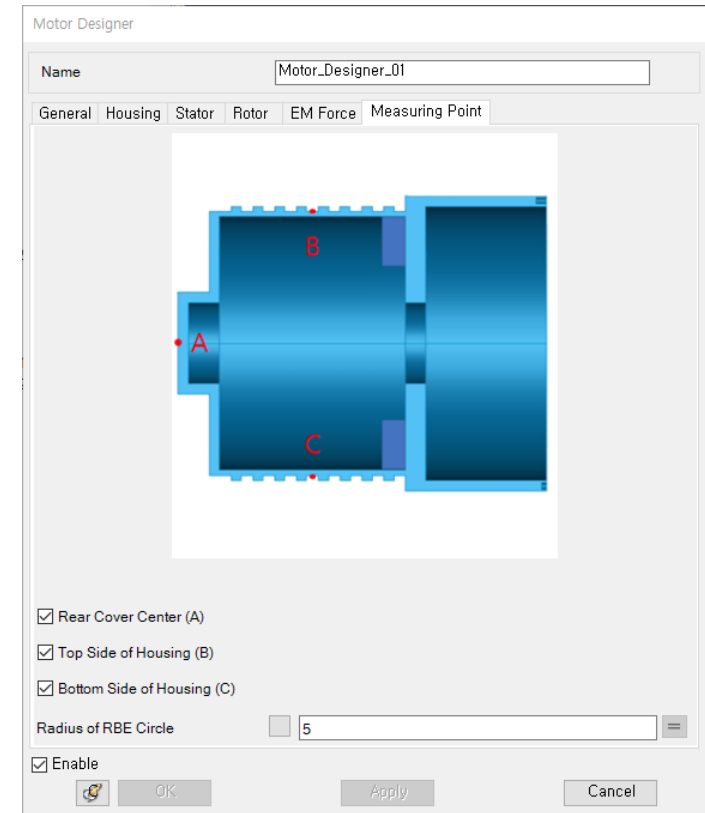 Motor Designer
Name Motor_Designer_01
General Housing Stator Rotor EM Force Measuring Point
B
A
C
Rear Cover Center (A)
Top Side of Housing (B)
Bottom Side of Housing (C)
Radius of RBE Circle 5 =
Enable
OK Apply Cancel